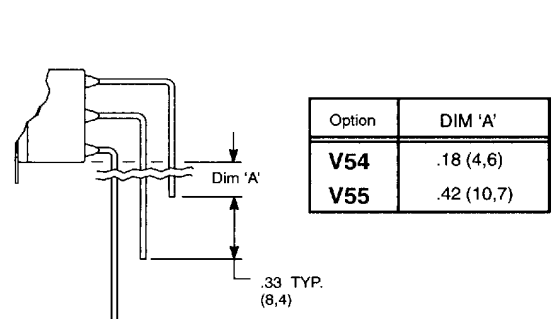 Dim 'A'
.33 TYP.
(8,4)
Option DIM 'A'
V54 .18 (4,6)
V55 .42 (10,7)